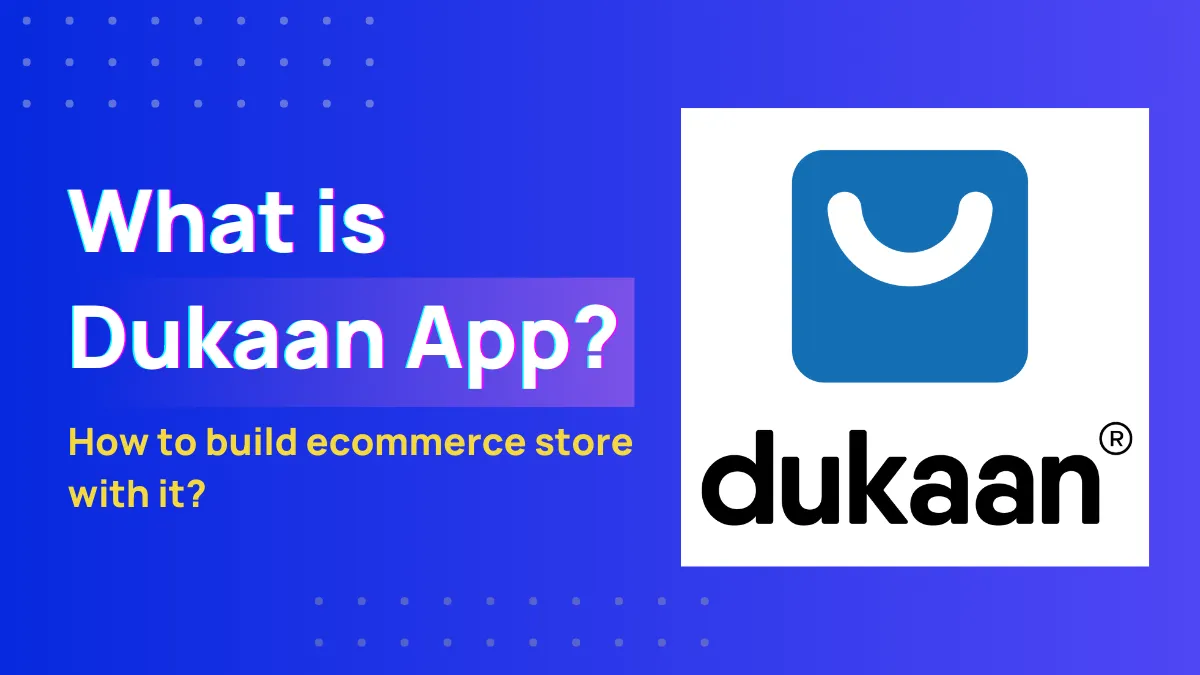 What is
Dukaan App?
How to build ecommerce store
with it?
dukaan®